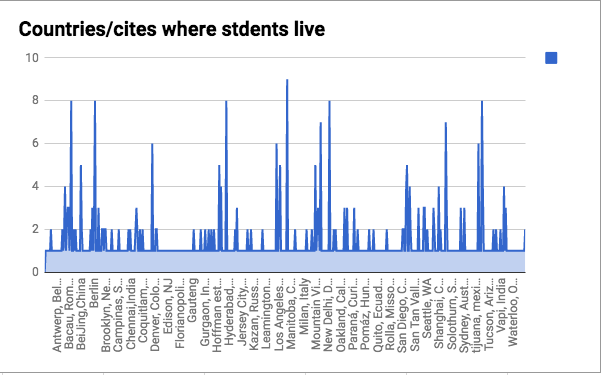 Countries/cites where stdents live
10
8
6
4
2
0
Antwerp, Bel...
Bacau, Rom...
BeiJing,China
Berlin
Brooklyn, Ne...
Campinas, S...
Chennai,India
Coquitlam,...
Denver, Colo...
Edison, NJ
Florianopoli...
Gauteng
Gurgaon, In...
Hoffman est...
Hyderabad,...
Jersey City,...
Kazan, Russ...
Leamington...
Los Angeles...
Manitoba, C...
Milan, Italy
Mountain Vi...
New Delhi, D...
Oakland, Cal...
Paraná, Curi...
Pomáz, Hun...
Quito, Ecuad...
Rolla, Misso...
San Diego, C...
San Tan Vall...
Seattle, WA
Shanghai, C...
Solothurn, S...
Sydney, Aust...
tijuana, mexi...
Tucson, Ariz...
Vapi, India
Waterloo, O...